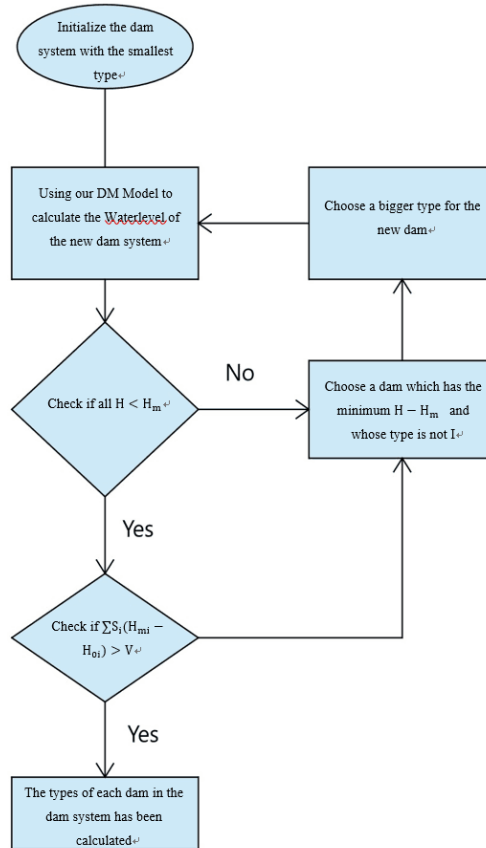 Initialize the dam
system with the smallest
type↵
Using our DM Model to
calculate the Waterlevel of
the new dam system↵
Choose a bigger type for the
new dam↵
Check if all H < Hₘ↵
No
Choose a dam which has the
minimum H − Hₘ and
whose type is not I↵
Yes
Check if ∑Sᵢ(Hₘᵢ −
H₀ᵢ) > V↵
Yes
The types of each dam in the
dam system has been
calculated↵